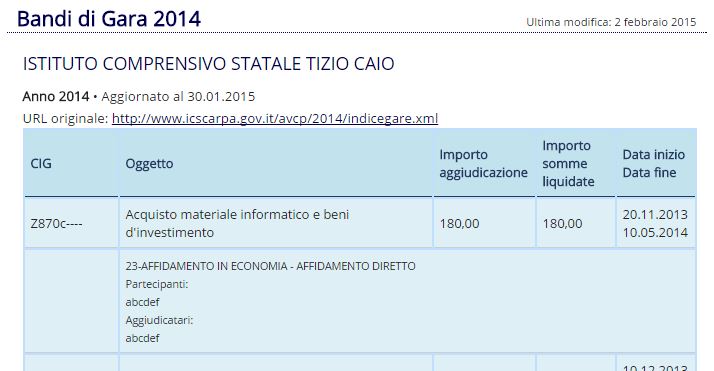 Bandi di Gara 2014
Ultima modifica: 2 febbraio 2015
ISTITUTO COMPRENSIVO STATALE TIZIO CAIO
Anno 2014 • Aggiornato al 30.01.2015
URL originale: http://www.icscarpa.gov.it/avcp/2014/indicegare.xml
CIG
Oggetto
Importo
aggiudicazione
Importo
somme
liquidate
Data inizio
Data fine
Z870c----
Acquisto materiale informatico e beni
d'investimento
180,00
180,00
20.11.2013
10.05.2014
23-AFFIDAMENTO IN ECONOMIA - AFFIDAMENTO DIRETTO
Partecipanti:
abcdef
Aggiudicatari:
abcdef
10.12.2013